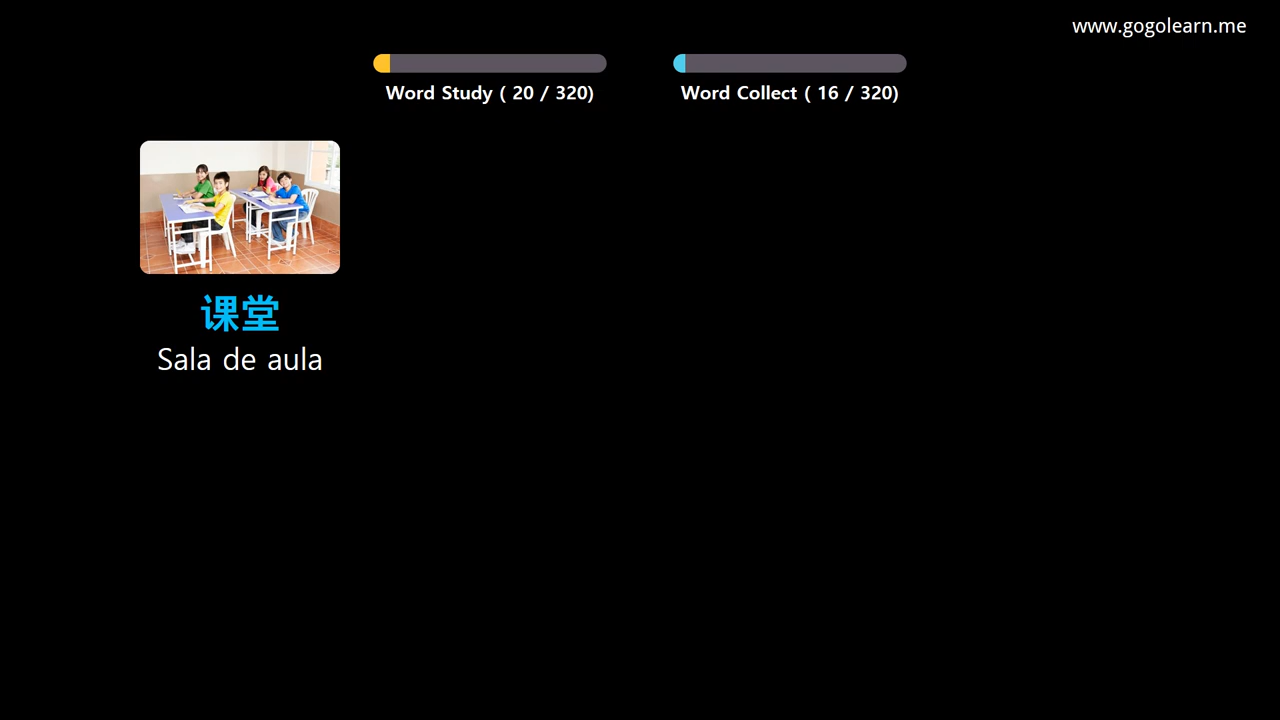 www.gogolearn.me
Word Study ( 20 / 320)
Word Collect ( 16 / 320)
课堂
Sala de aula